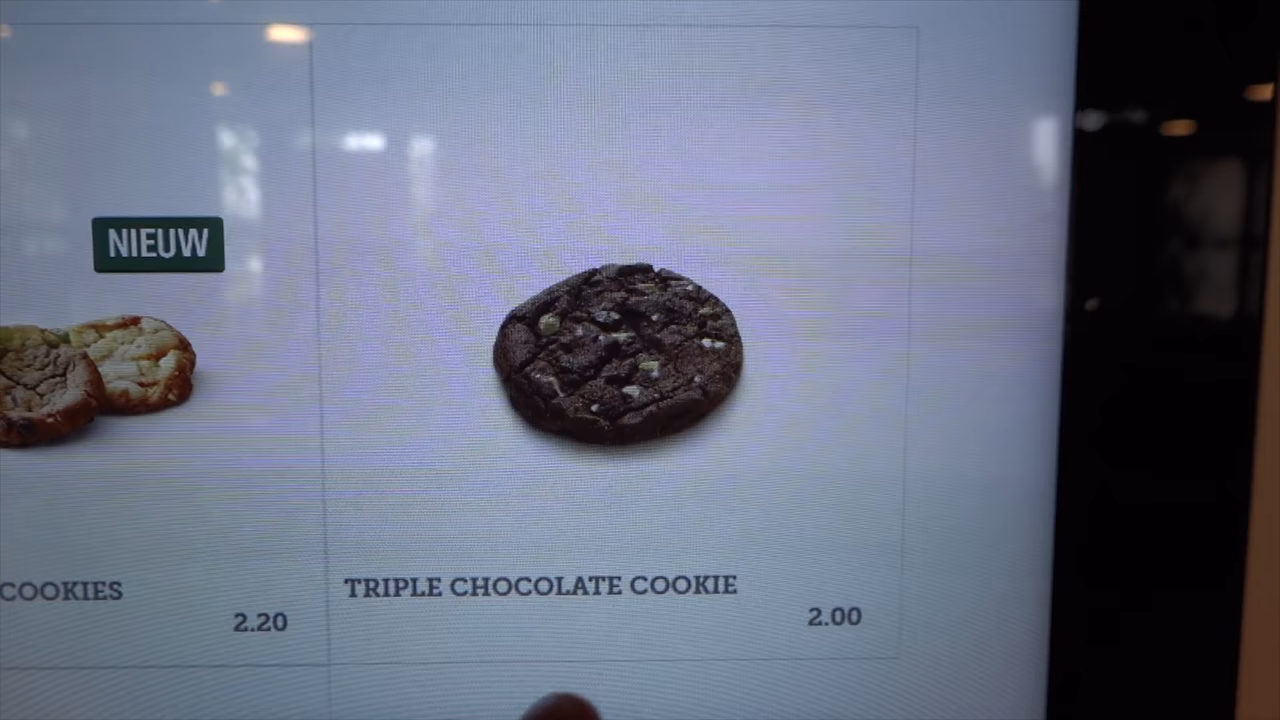 NIEUW
COOKIES
2.20
TRIPLE CHOCOLATE COOKIE
2.00